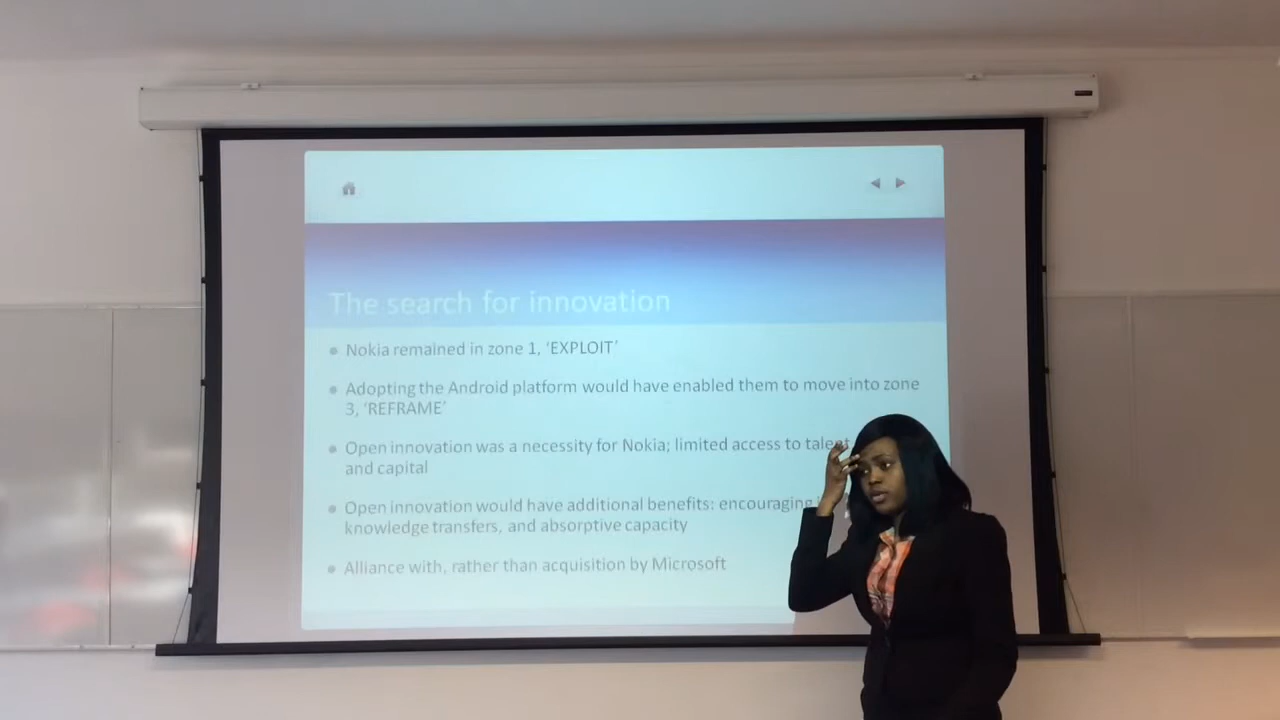 The search for innovation
Nokia remained in zone 1, ‘EXPLOIT’
Adopting the Android platform would have enabled them to move into zone
3, ‘REFRAME’
Open innovation was a necessity for Nokia; limited access to talent
and capital
Open innovation would have additional benefits: encouraging
knowledge transfers, and absorptive capacity
Alliance with, rather than acquisition by Microsoft